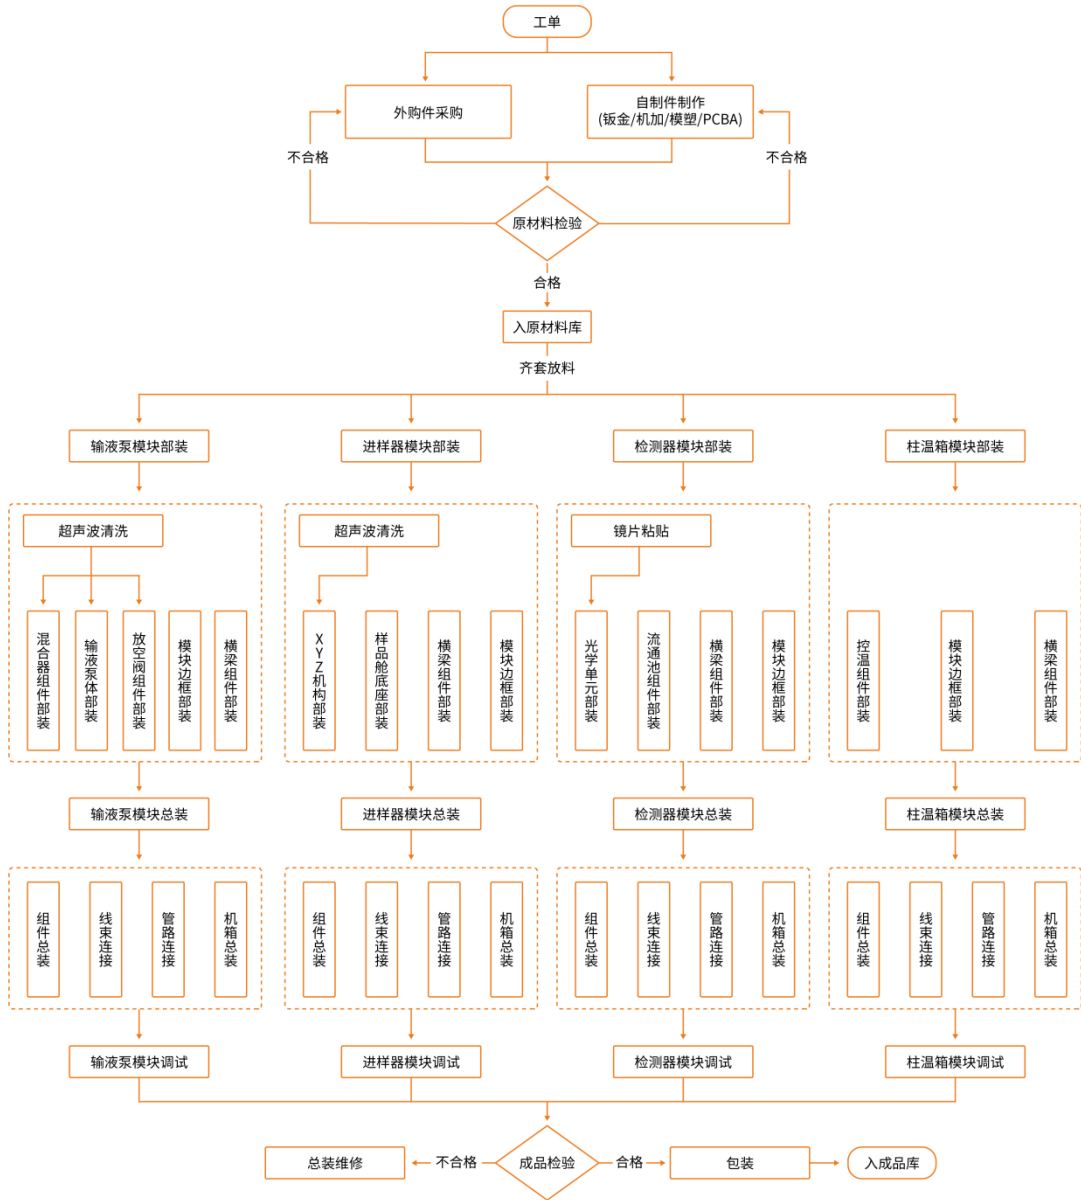 工单
外购件采购
自制件制作
(钣金/机加/模塑/PCBA)
不合格
不合格
原材料检验
合格
入原材料库
齐套放料
输液泵模块部装
进样器模块部装
检测器模块部装
柱温箱模块部装
超声波清洗
超声波清洗
镜片粘贴
混合器组件部装
输液泵体部装
放空阀组件部装
模块边框部装
横梁组件部装
XYZ机构部装
样品舱底座部装
横梁组件部装
模块边框部装
光学单元部装
流通池组件部装
横梁组件部装
模块边框部装
控温组件部装
模块边框部装
横梁组件部装
输液泵模块总装
进样器模块总装
检测器模块总装
柱温箱模块总装
组件总装
线束连接
管路连接
机箱总装
组件总装
线束连接
管路连接
机箱总装
组件总装
线束连接
管路连接
机箱总装
组件总装
线束连接
管路连接
机箱总装
输液泵模块调试
进样器模块调试
检测器模块调试
柱温箱模块调试
总装维修
不合格
成品检验
合格
包装
入成品库